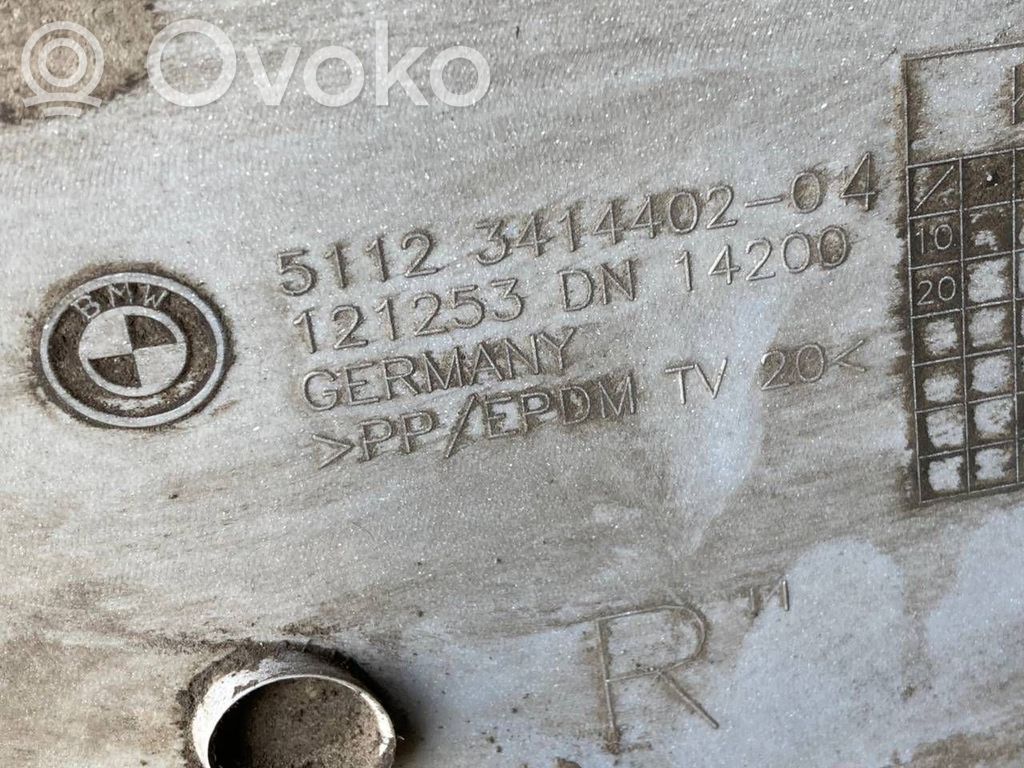 Ovoko
BMW
5112 3414402-04
121253 DN 14200
GERMANY
>PP/EPDM TV 20<
10
20
R